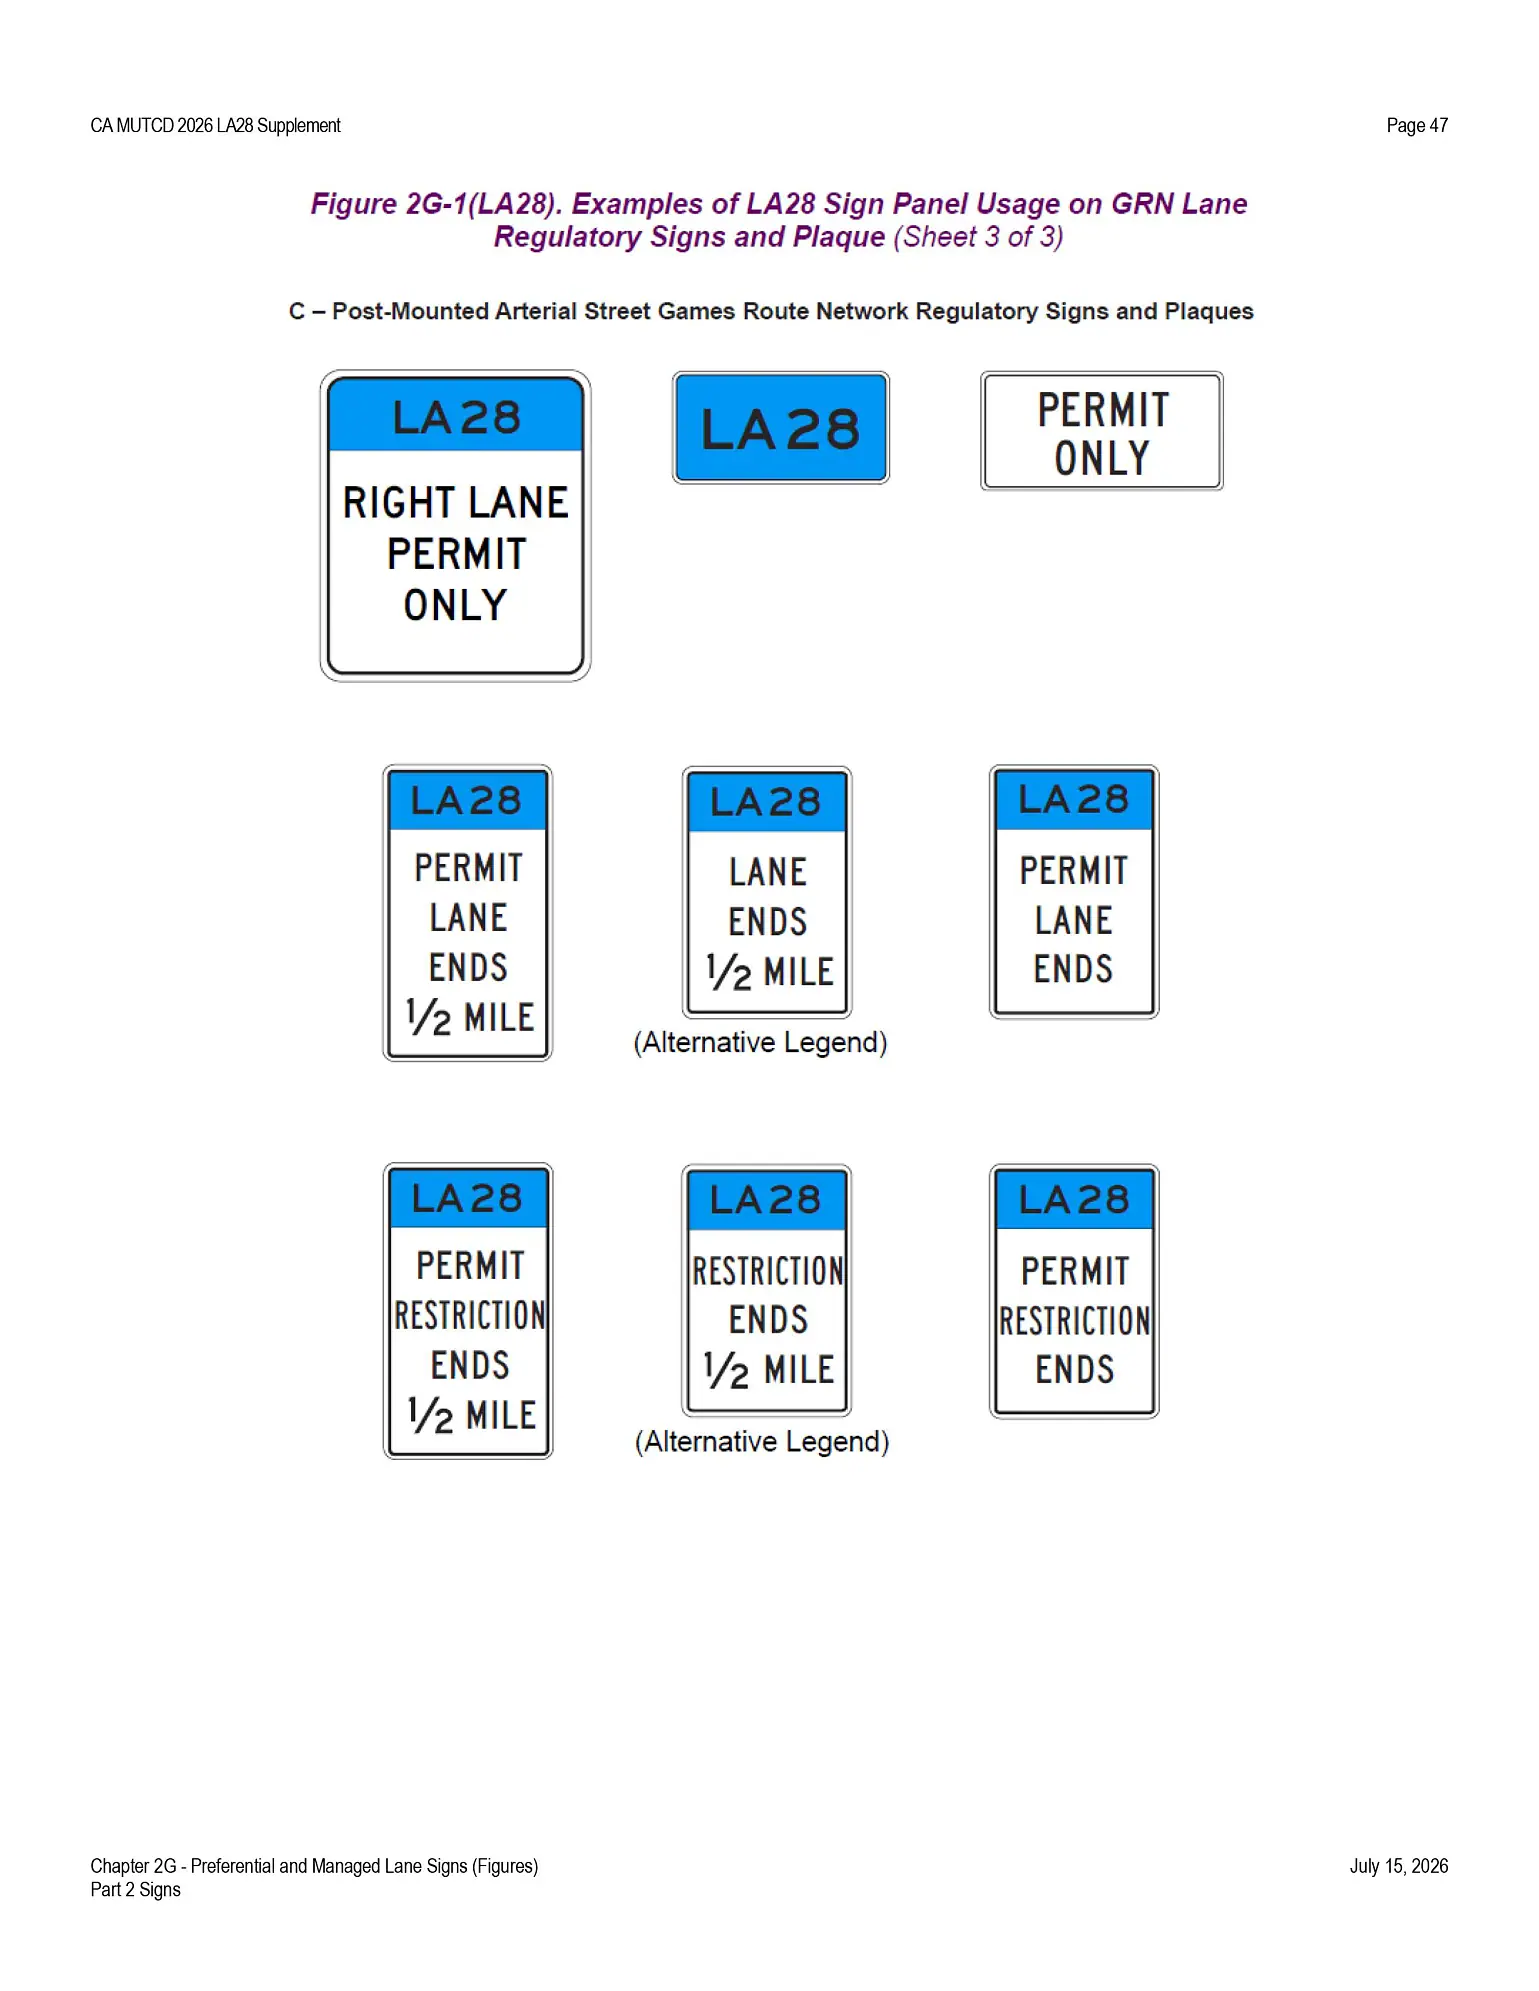 CA MUTCD 2026 LA28 Supplement
Page 47
Figure 2G-1(LA28). Examples of LA28 Sign Panel Usage on GRN Lane
Regulatory Signs and Plaque (Sheet 3 of 3)
C – Post-Mounted Arterial Street Games Route Network Regulatory Signs and Plaques
LA28
RIGHT LANE
PERMIT
ONLY
LA28
PERMIT
ONLY
LA28
PERMIT
LANE
ENDS
1/2 MILE
LA28
LANE
ENDS
1/2 MILE
(Alternative Legend)
LA28
PERMIT
LANE
ENDS
LA28
PERMIT
RESTRICTION
ENDS
1/2 MILE
LA28
RESTRICTION
ENDS
1/2 MILE
(Alternative Legend)
LA28
PERMIT
RESTRICTION
ENDS
Chapter 2G - Preferential and Managed Lane Signs (Figures)
Part 2 Signs
July 15, 2026